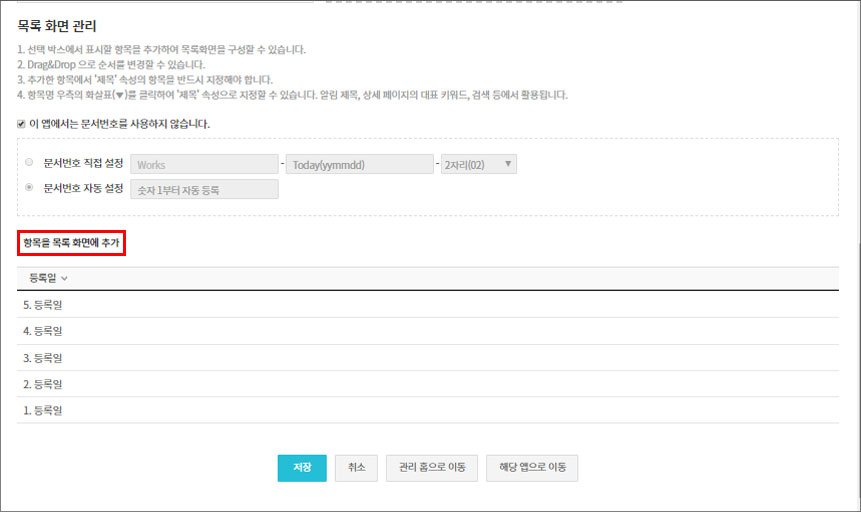 목록 화면 관리
1. 선택 박스에서 표시할 항목을 추가하여 목록화면을 구성할 수 있습니다.
2. Drag&Drop 으로 순서를 변경할 수 있습니다.
3. 추가한 항목에서 '제목' 속성의 항목을 반드시 지정해야 합니다.
4. 항목명 우측의 화살표(▼)를 클릭하여 '제목' 속성으로 지정할 수 있습니다. 알림 제목, 상세 페이지의 대표 키워드, 검색 등에서 활용됩니다.
이 앱에서는 문서번호를 사용하지 않습니다.
문서번호 직접 설정 Works - Today(yymmdd) - 2자리(02) ▼
문서번호 자동 설정 숫자 1부터 자동 등록
항목을 목록 화면에 추가
등록일
5. 등록일
4. 등록일
3. 등록일
2. 등록일
1. 등록일
저장 취소 관리 홈으로 이동 해당 앱으로 이동